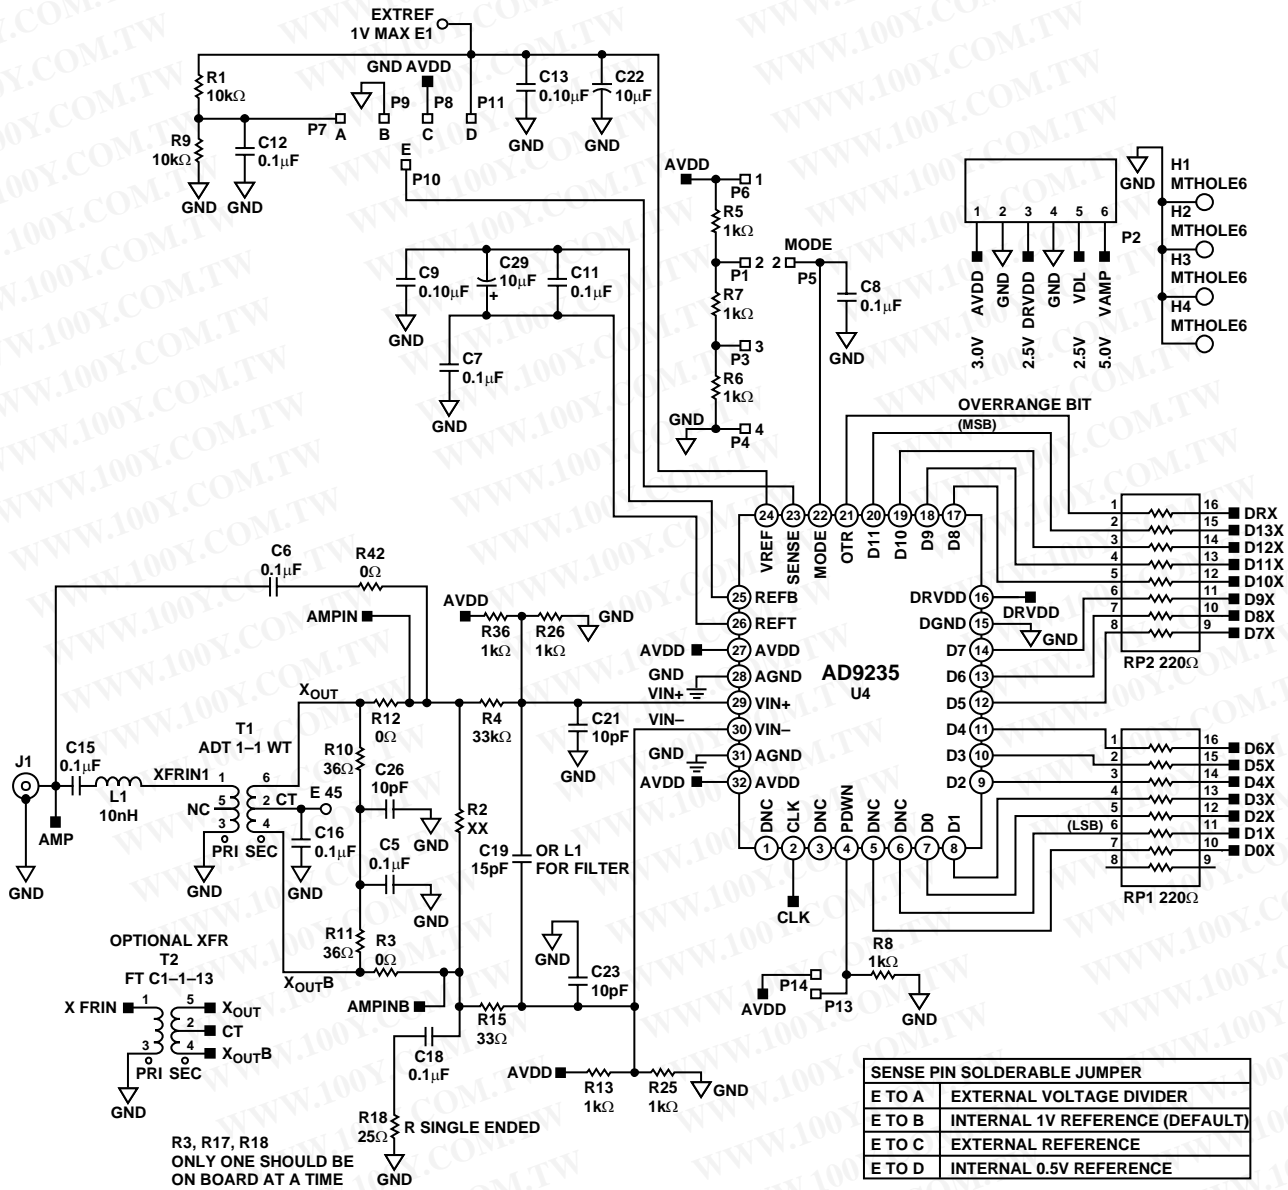 EXTREF
1V MAX E1
GND AVDD
R1
10kΩ
R9
10kΩ
C12
0.1µF
GND
GND
P7
A
P9
B
P8
C
P11
D
E
P10
C13
0.10µF
GND
C22
10µF
GND
AVDD
1
P6
R5
1kΩ
2
P1
R7
1kΩ
3
P3
R6
1kΩ
GND
4
P4
MODE
2
P5
C8
0.1µF
GND
C9
0.10µF
GND
C29
10µF
+
C11
0.1µF
C7
0.1µF
GND
1 2 3 4 5 6
P2
AVDD
GND
DRVDD
GND
VDL
VAMP
3.0V
2.5V
2.5V
5.0V
GND
H1
MTHOLE6
H2
MTHOLE6
H3
MTHOLE6
H4
MTHOLE6
OVERRANGE BIT
(MSB)
24 23 22 21 20 19 18 17
VREF
SENSE
MODE
OTR
D11
D10
D9
D8
25 REFB
26 REFT
AVDD 27 AVDD
GND 28 AGND
VIN+ 29 VIN+
VIN– 30 VIN–
GND 31 AGND
AVDD 32 AVDD
AD9235
U4
DRVDD 16
DRVDD
DGND 15
GND
D7 14
D6 13
D5 12
D4 11
D3 10
D2 9
DNC
CLK
DNC
PDWN
DNC
DNC
D0
D1
1 2 3 4 5 6 7 8
CLK
1 16 DRX
2 15 D13X
3 14 D12X
4 13 D11X
5 12 D10X
6 11 D9X
7 10 D8X
8 9 D7X
RP2 220Ω
1 16 D6X
2 15 D5X
3 14 D4X
4 13 D3X
5 12 D2X
(LSB) 6 11 D1X
7 10 D0X
8 9
RP1 220Ω
R8
1kΩ
GND
P14
P13
AVDD
C6
0.1µF
R42
0Ω
AMPIN
AVDD
R36
1kΩ
R26
1kΩ
GND
XOUT
R12
0Ω
R4
33kΩ
C21
10pF
GND
T1
ADT 1–1 WT
J1
C15
0.1µF
L1
10nH
XFRIN1
AMP
GND
1
5
3
NC
PRI SEC
6
2
4
CT
E 45
GND
C16
0.1µF
GND
R10
36Ω
C26
10pF
GND
C5
0.1µF
GND
R11
36Ω
R2
XX
C19
15pF
OR L1
FOR FILTER
GND
C23
10pF
R3
0Ω
XOUTB
AMPINB
R15
33Ω
C18
0.1µF
R18
25Ω
R SINGLE ENDED
GND
AVDD
R13
1kΩ
R25
1kΩ
GND
OPTIONAL XFR
T2
FT C1–1–13
X FRIN
1
3
5
2
4
XOUT
CT
XOUTB
PRI SEC
GND
R3, R17, R18
ONLY ONE SHOULD BE
ON BOARD AT A TIME
SENSE PIN SOLDERABLE JUMPER
E TO A EXTERNAL VOLTAGE DIVIDER
E TO B INTERNAL 1V REFERENCE (DEFAULT)
E TO C EXTERNAL REFERENCE
E TO D INTERNAL 0.5V REFERENCE
WWW.100Y.COM.TW